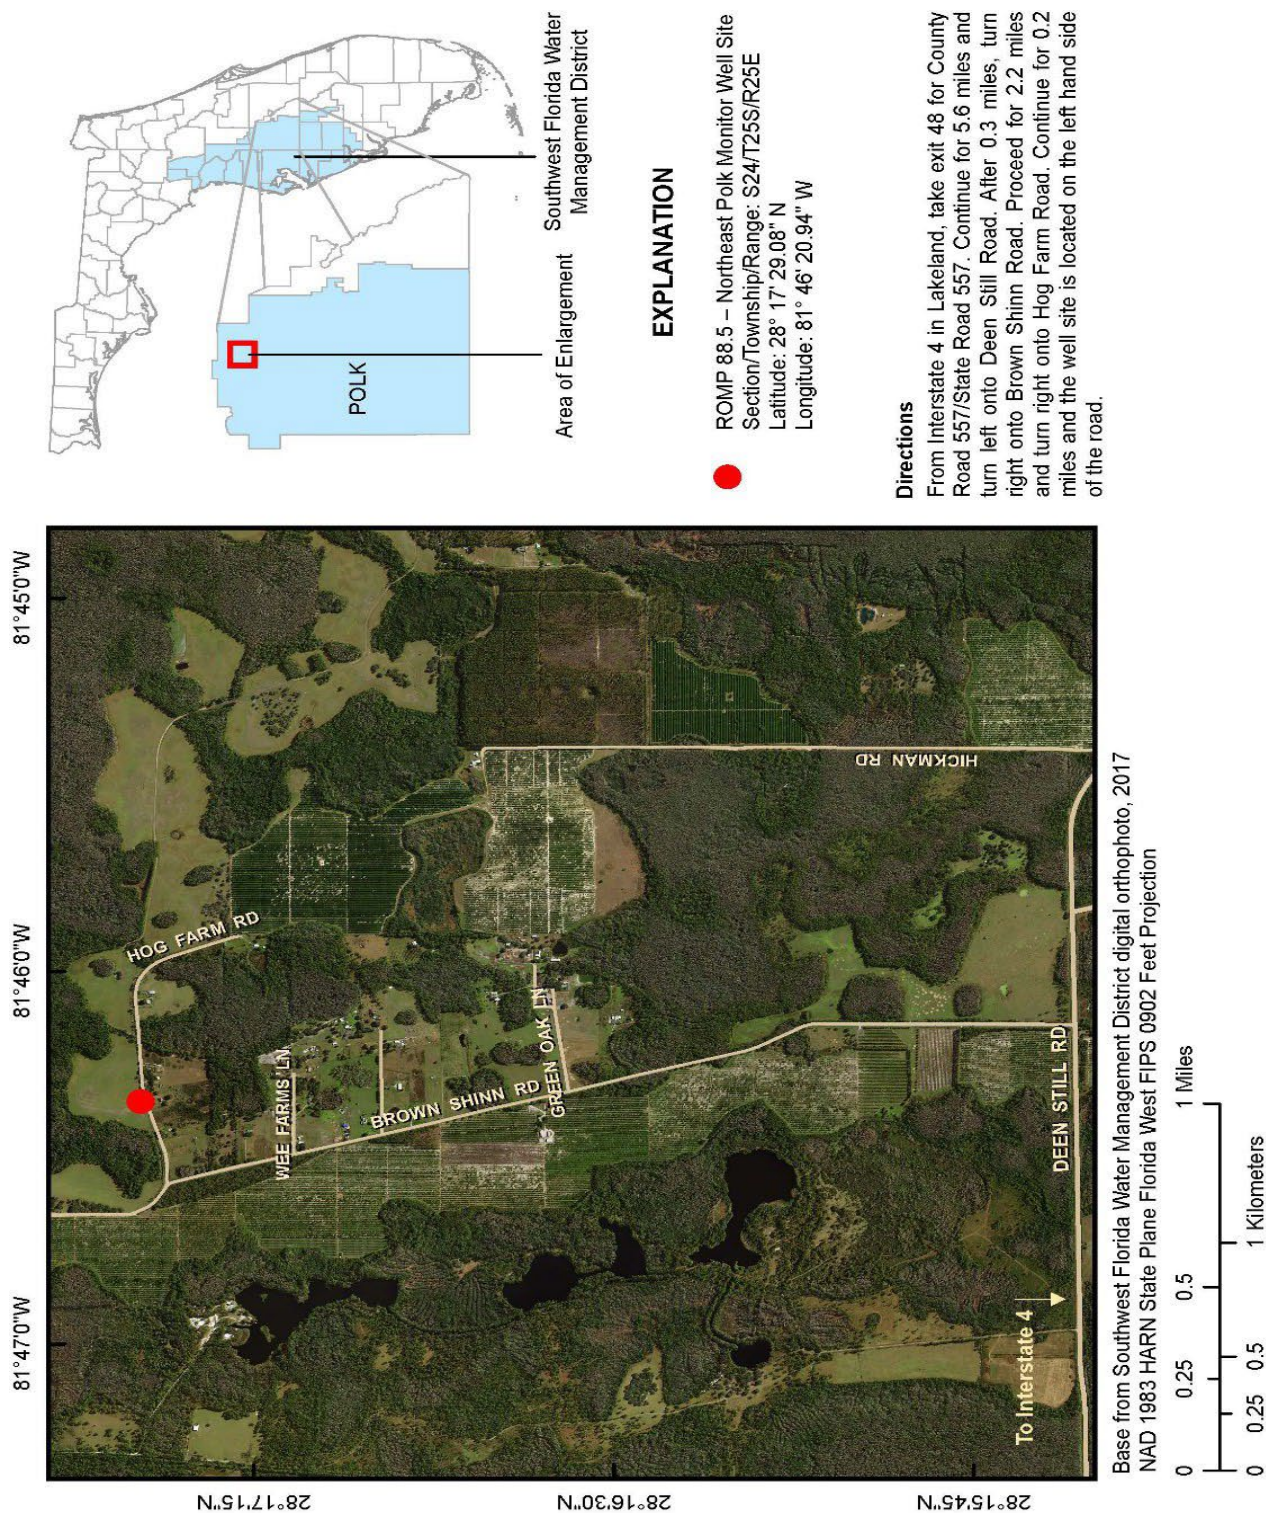 81°47'0"W
81°46'0"W
81°45'0"W
28°17'15"N
28°16'30"N
28°15'45"N
HOG FARM RD
WEE FARMS LN
BROWN SHINN RD
GREEN OAK LN
HICKMAN RD
DEEN STILL RD
To Interstate 4
Base from Southwest Florida Water Management District digital orthophoto, 2017
NAD 1983 HARN State Plane Florida West FIPS 0902 Feet Projection
0 0.25 0.5 1 Miles
0 0.25 0.5 1 Kilometers
POLK
Area of Enlargement
Southwest Florida Water
Management District
EXPLANATION
ROMP 88.5 – Northeast Polk Monitor Well Site
Section/Township/Range: S24/T25S/R25E
Latitude: 28° 17' 29.08" N
Longitude: 81° 46' 20.94" W
Directions
From Interstate 4 in Lakeland, take exit 48 for County
Road 557/State Road 557. Continue for 5.6 miles and
turn left onto Deen Still Road. After 0.3 miles, turn
right onto Brown Shinn Road. Proceed for 2.2 miles
and turn right onto Hog Farm Road. Continue for 0.2
miles and the well site is located on the left hand side
of the road.